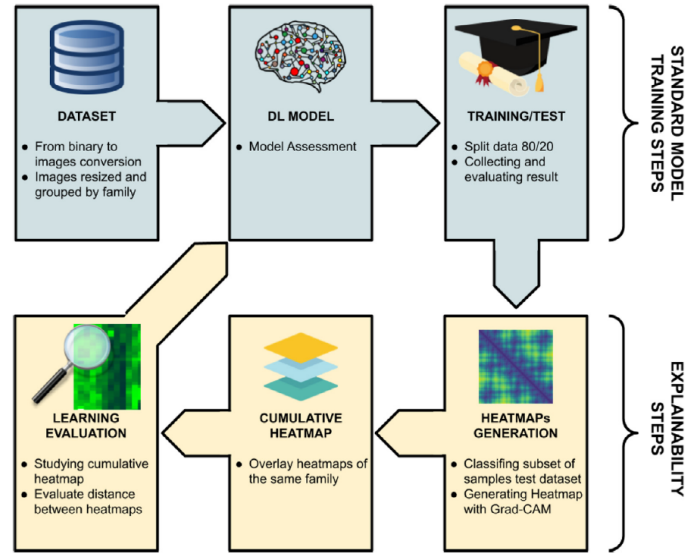 DATASET
● From binary to
images conversion
● Images resized and
grouped by family
DL MODEL
● Model Assessment
TRAINING/TEST
● Split data 80/20
● Collecting and
evaluating result
STANDARD MODEL
TRAINING STEPS
LEARNING
EVALUATION
● Studying cumulative
heatmap
● Evaluate distance
between heatmaps
CUMULATIVE
HEATMAP
● Overlay heatmaps of
the same family
HEATMAPs
GENERATION
● Classifing subset of
samples test dataset
● Generating Heatmap
with Grad-CAM
EXPLAINABILITY
STEPS